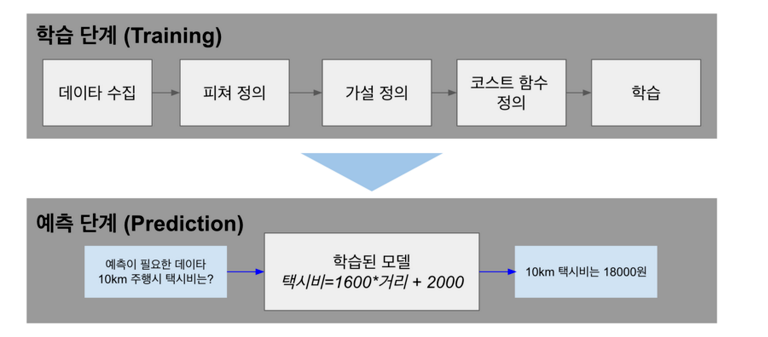 학습 단계 (Training)
데이타 수집
피쳐 정의
가설 정의
코스트 함수
정의
학습
예측 단계 (Prediction)
예측이 필요한 데이타
10km 주행시 택시비는?
학습된 모델
택시비=1600*거리 + 2000
10km 택시비는 18000원